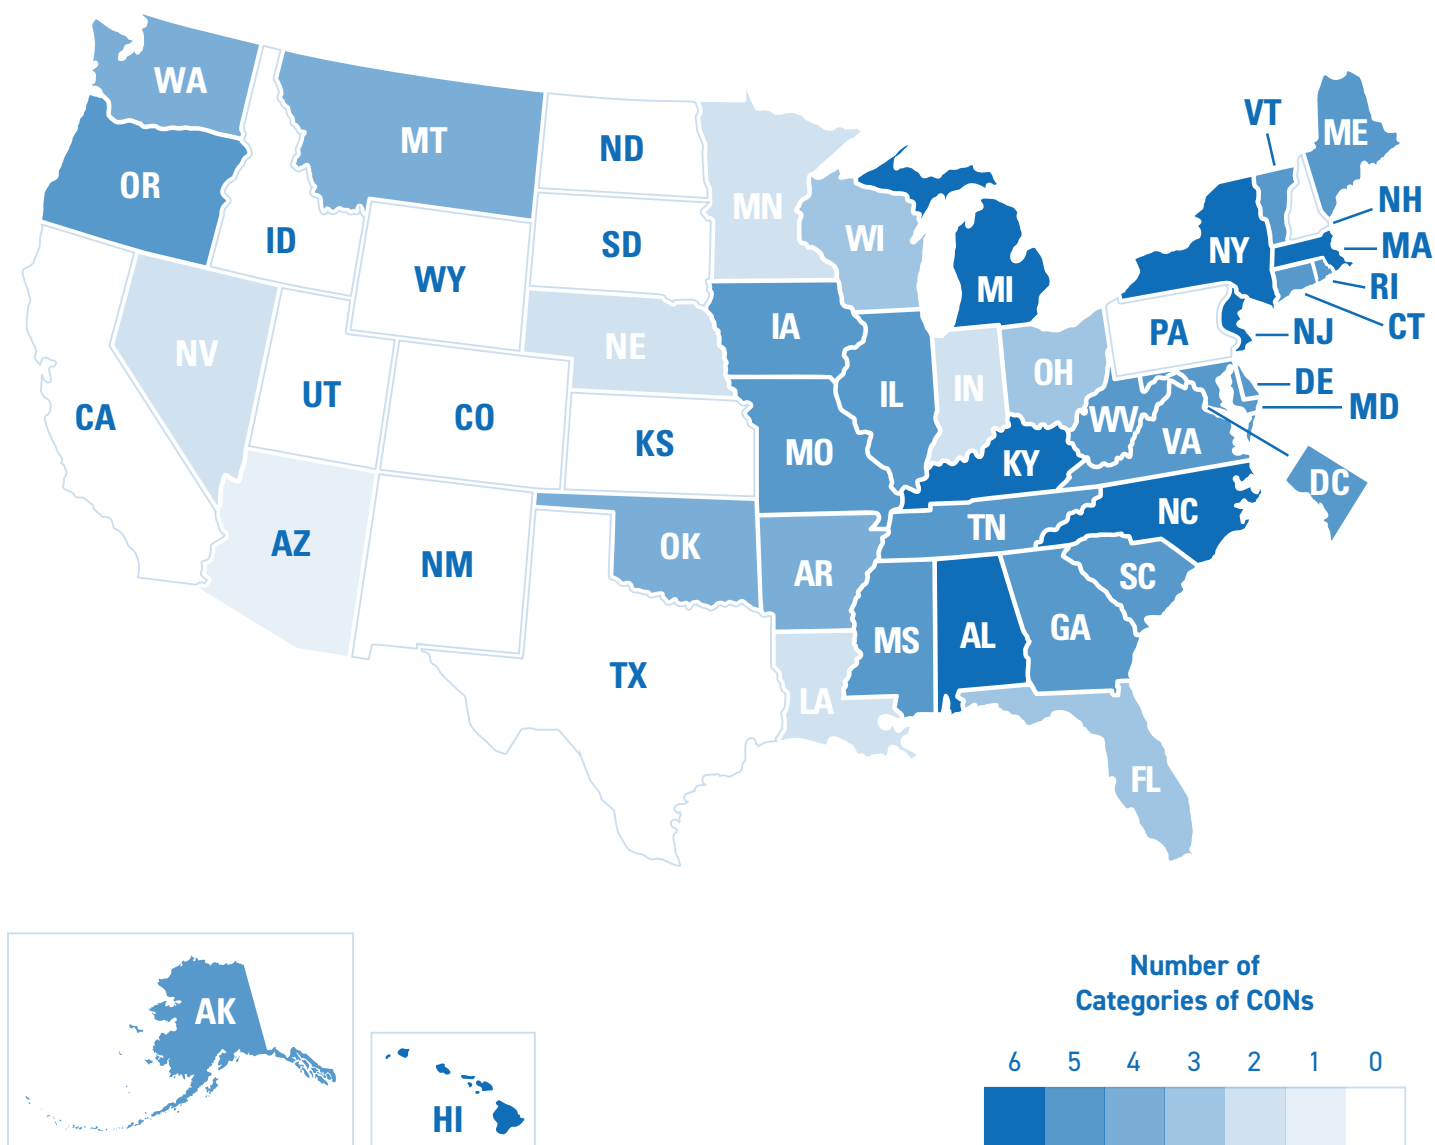 WA
MT
ND
MN
VT
ME
OR
ID
SD
WI
NH
NY
MA
WY
MI
RI
NV
NE
IA
PA
NJ
CT
CA
UT
CO
KS
IL
IN
OH
DE
MD
MO
WV
VA
KY
DC
AZ
NM
OK
AR
TN
NC
SC
TX
LA
MS
AL
GA
FL
AK
HI
Number of
Categories of CONs
6 5 4 3 2 1 0